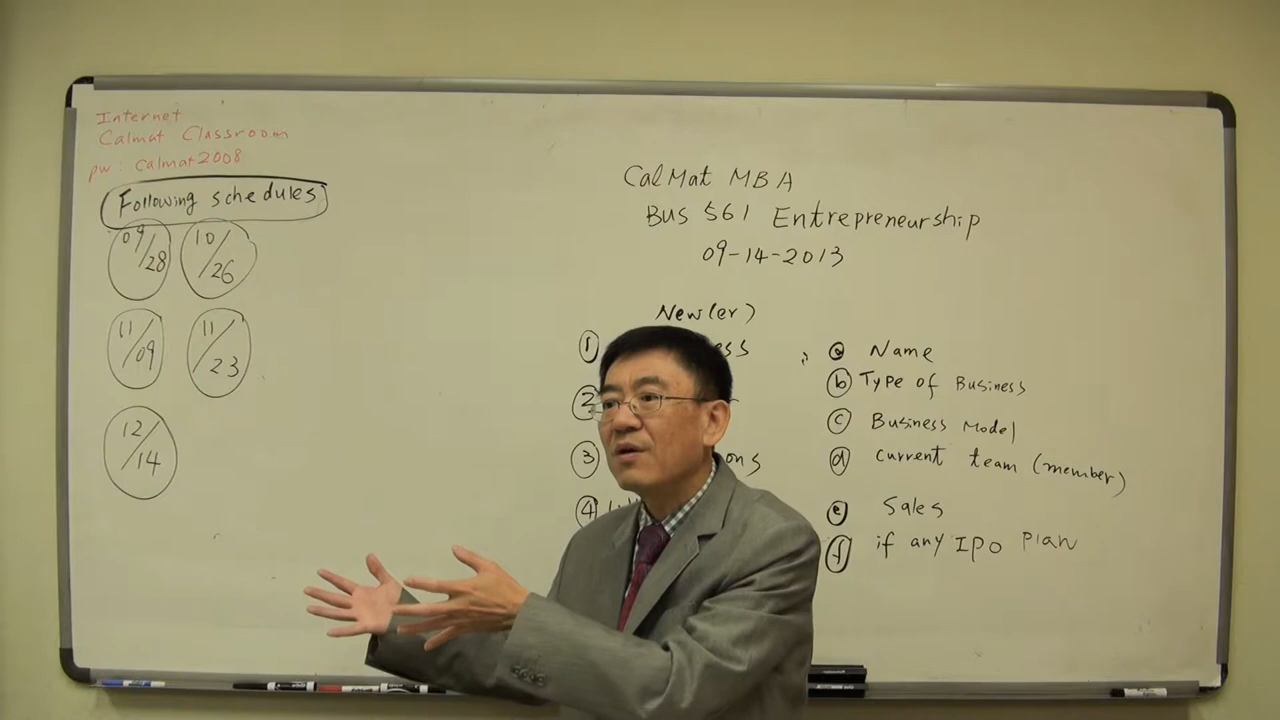 Internet
Calmat Classroom
pw: Calmat2008
Following schedules
09/28
10/26
11/09
11/23
12/14
CalMat MBA
Bus 561 Entrepreneurship
09-14-2013
New(er)
1
2
3
4
a Name
b Type of Business
c Business Model
d current team (member)
e Sales
f if any IPO Plan